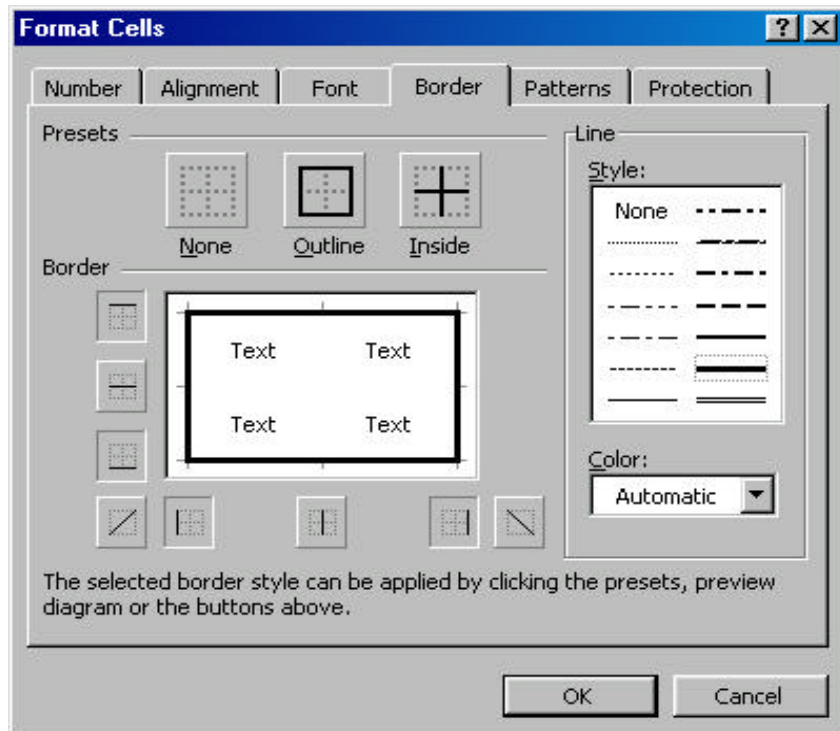 Format Cells
Number Alignment Font Border Patterns Protection
Presets
None Outline Inside
Border
Text Text
Text Text
Line
Style:
None
Color:
Automatic
The selected border style can be applied by clicking the presets, preview
diagram or the buttons above.
OK Cancel